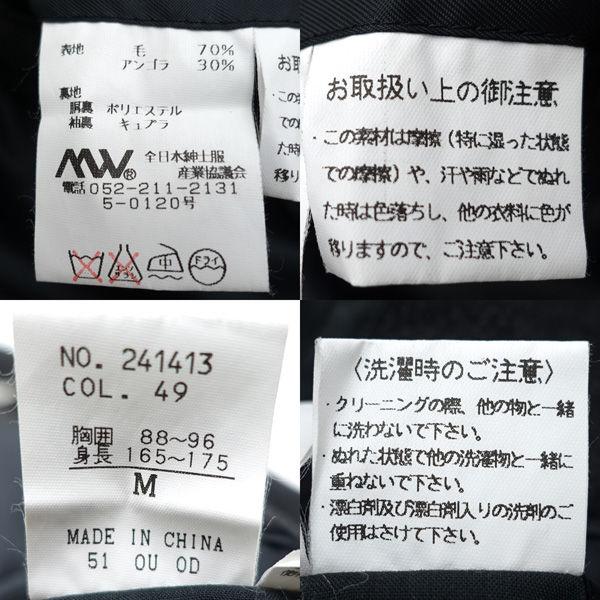 表地 毛 70%
アンゴラ 30%
裏地
胴裏 ポリエステル
袖裏 キュプラ
MW® 全日本紳士服
産業協議会
電話052-211-2131
5-0120号
中 ドライ
お取扱い上の御注意
・この素材は摩擦(特に湿った状態
での摩擦)や、汗や雨などでぬれ
た時は色落ちし、他の衣料に色が
移りますので、ご注意下さい。
NO. 241413
COL. 49
胸囲 88~96
身長 165~175
M
MADE IN CHINA
51 OU OD
〈洗濯時のご注意〉
・クリーニングの際、他の物と一緒
に洗わないで下さい。
・ぬれた状態で他の洗濯物と一緒に
重ねないで下さい。
・漂白剤及び漂白剤入りの洗剤のご
使用はさけて下さい。